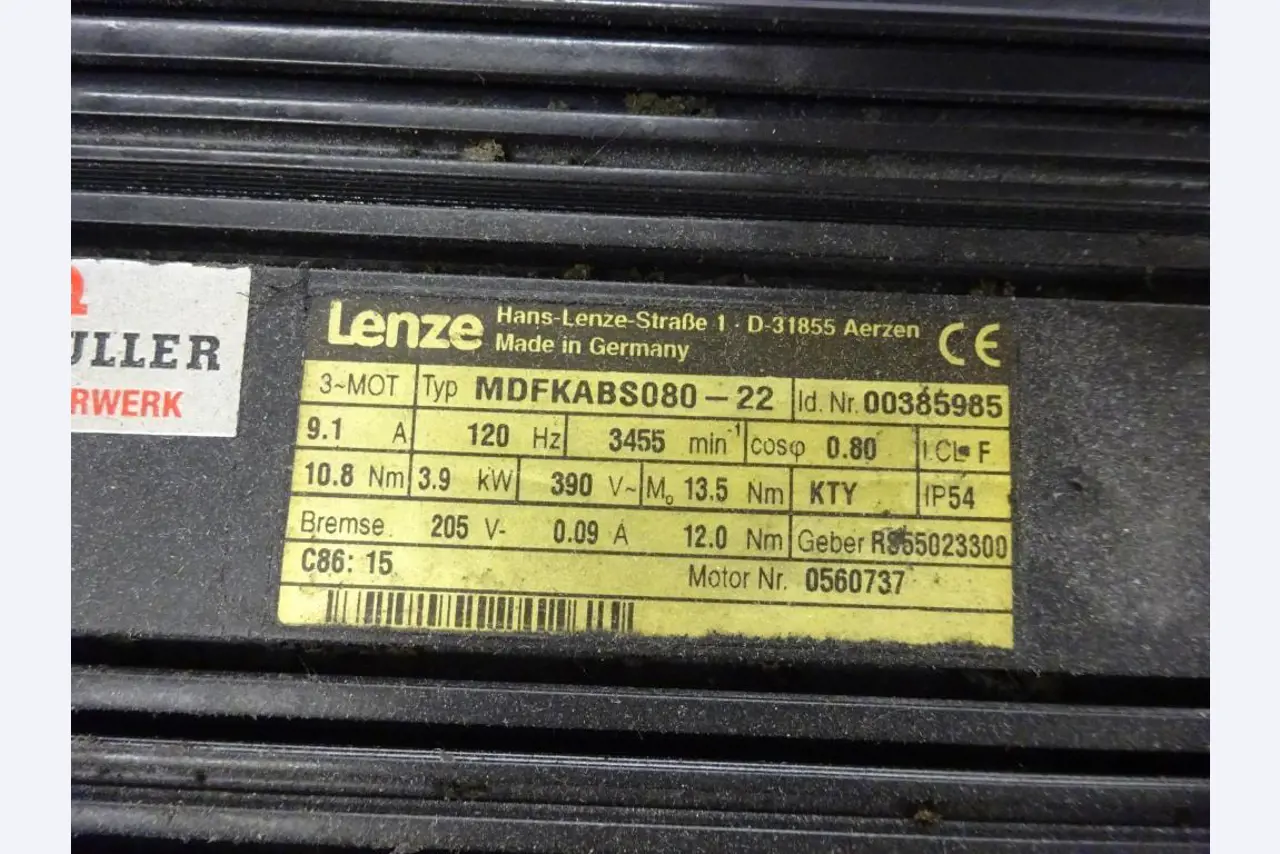 ULLER
RWERK
Lenze Hans-Lenze-Straße 1 · D-31855 Aerzen CE
Made in Germany
3~MOT Typ MDFKABS080-22 Id. Nr. 00385985
9.1 A 120 Hz 3455 min⁻¹ cosφ 0.80 I.CL. F
10.8 Nm 3.9 kW 390 V~ M₀ 13.5 Nm KTY IP54
Bremse 205 V- 0.09 A 12.0 Nm Geber
C86: 15 Motor Nr. 0560737